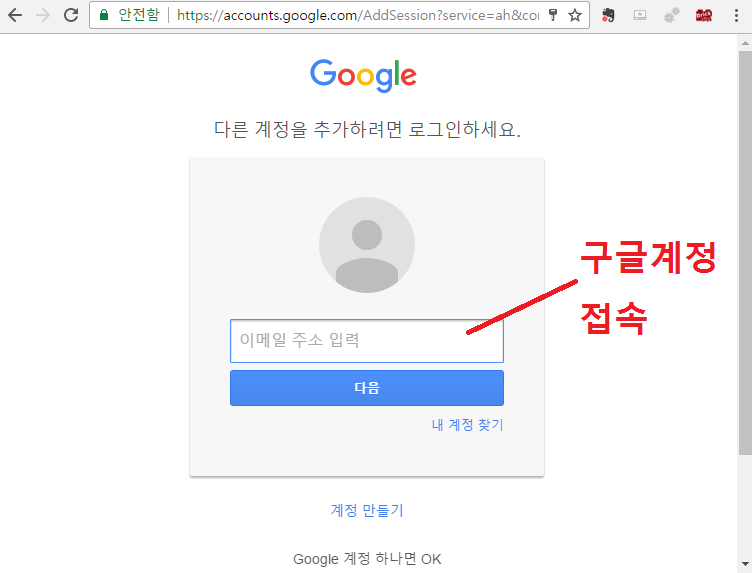 안전함 https://accounts.google.com/AddSession?service=ah&cor
Google
다른 계정을 추가하려면 로그인하세요.
구글계정
접속
이메일 주소 입력
다음
내 계정 찾기
계정 만들기
Google 계정 하나면 OK